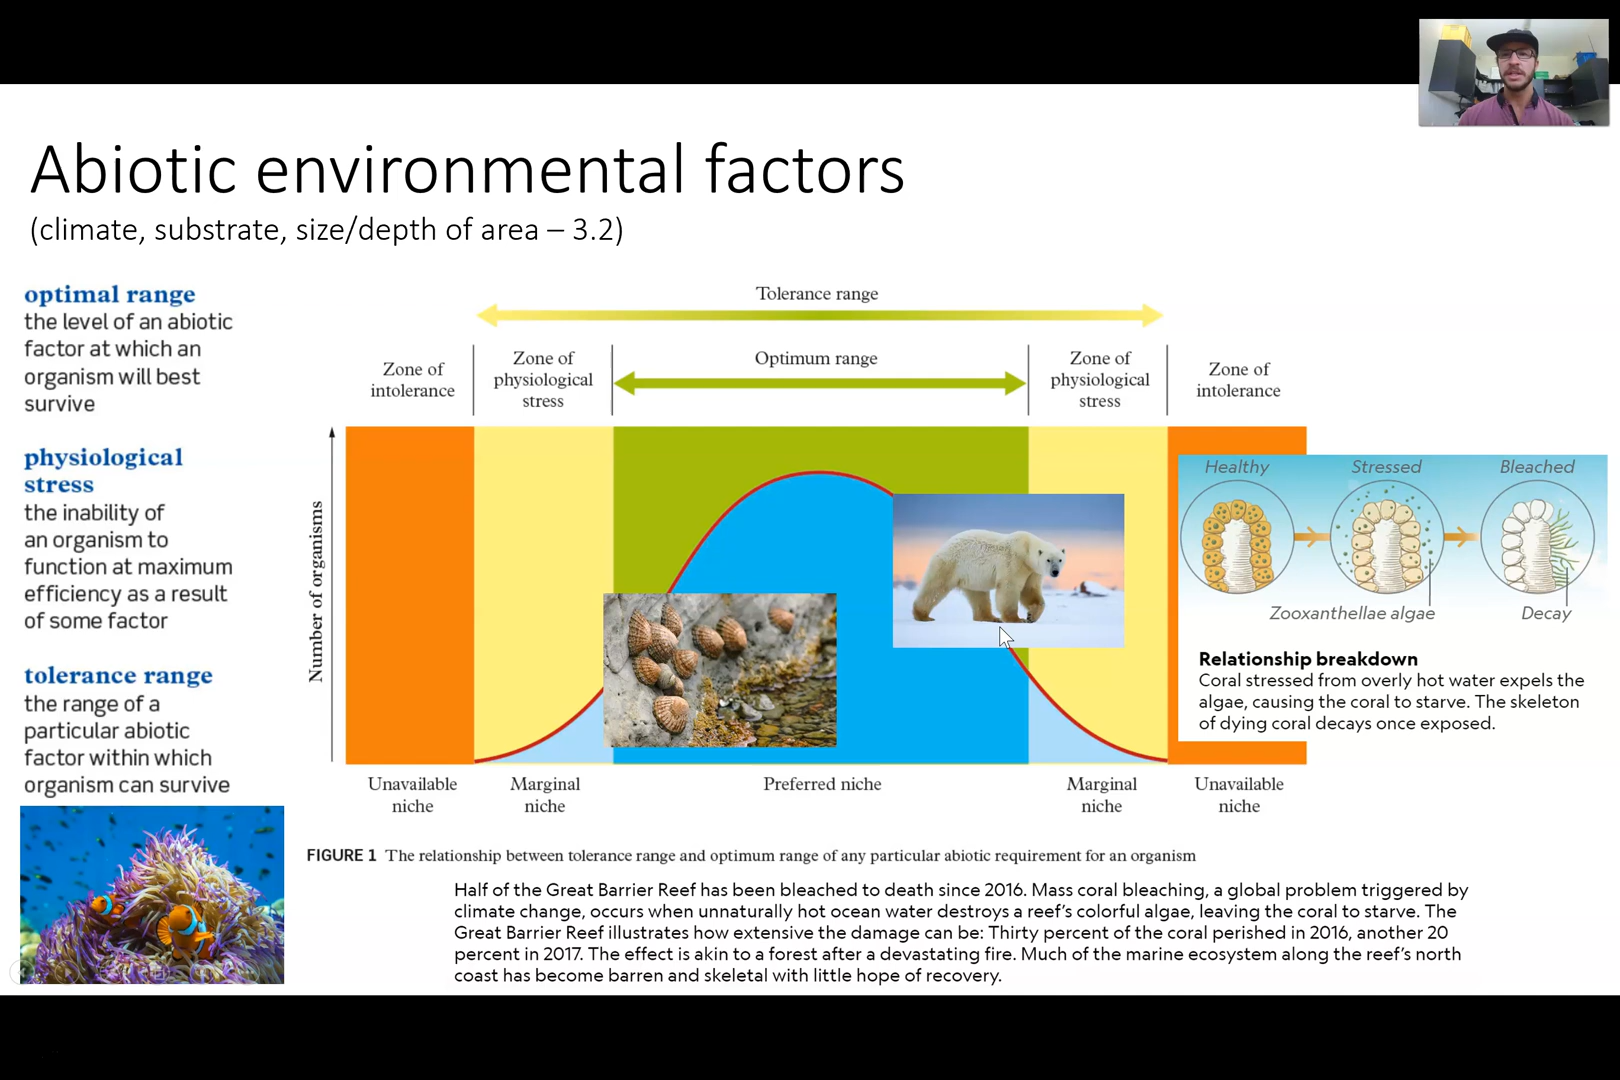 Abiotic environmental factors
(climate, substrate, size/depth of area – 3.2)
optimal range
the level of an abiotic
factor at which an
organism will best
survive
physiological
stress
the inability of
an organism to
function at maximum
efficiency as a result
of some factor
tolerance range
the range of a
particular abiotic
factor within which
organism can survive
Tolerance range
Zone of
intolerance
Zone of
physiological
stress
Optimum range
Zone of
physiological
stress
Zone of
intolerance
Number of organisms
Unavailable
niche
Marginal
niche
Preferred niche
Marginal
niche
Unavailable
niche
Healthy
Stressed
Bleached
Zooxanthellae algae
Decay
Relationship breakdown
Coral stressed from overly hot water expels the
algae, causing the coral to starve. The skeleton
of dying coral decays once exposed.
FIGURE 1 The relationship between tolerance range and optimum range of any particular abiotic requirement for an organism
Half of the Great Barrier Reef has been bleached to death since 2016. Mass coral bleaching, a global problem triggered by
climate change, occurs when unnaturally hot ocean water destroys a reef’s colorful algae, leaving the coral to starve. The
Great Barrier Reef illustrates how extensive the damage can be: Thirty percent of the coral perished in 2016, another 20
percent in 2017. The effect is akin to a forest after a devastating fire. Much of the marine ecosystem along the reef’s north
coast has become barren and skeletal with little hope of recovery.